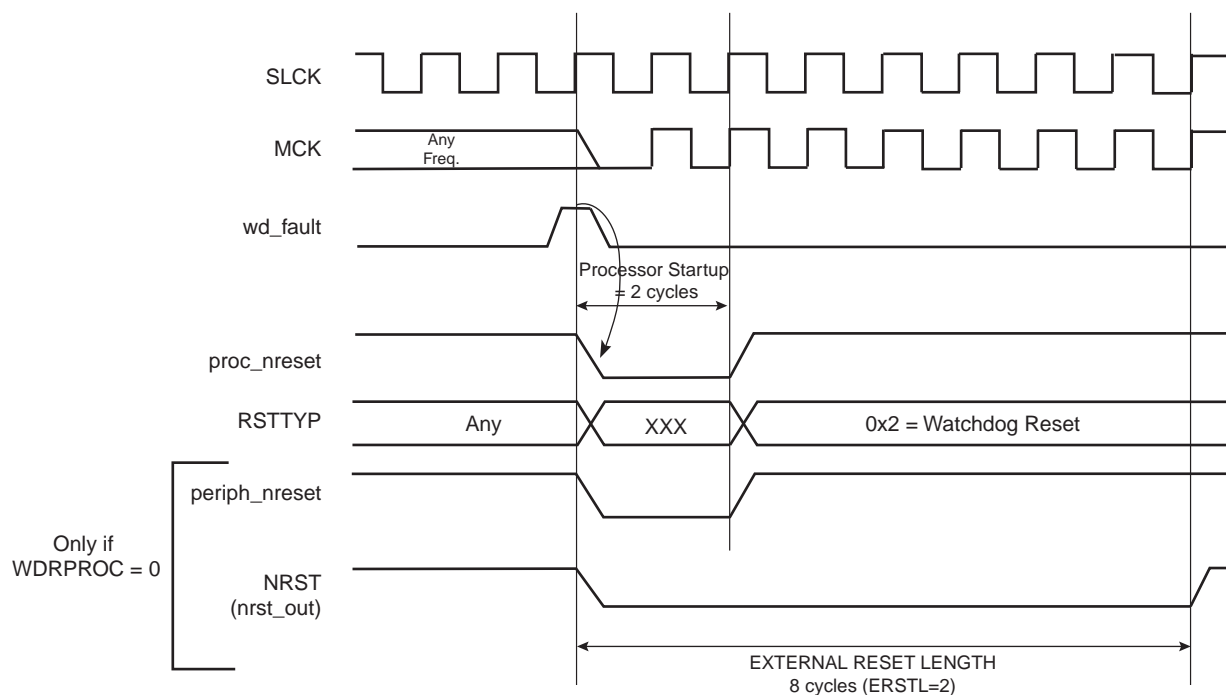 SLCK
MCK
Any
Freq.
wd_fault
Processor Startup
= 2 cycles
proc_nreset
RSTTYP
Any
XXX
0x2 = Watchdog Reset
periph_nreset
Only if
WDRPROC = 0
NRST
(nrst_out)
EXTERNAL RESET LENGTH
8 cycles (ERSTL=2)